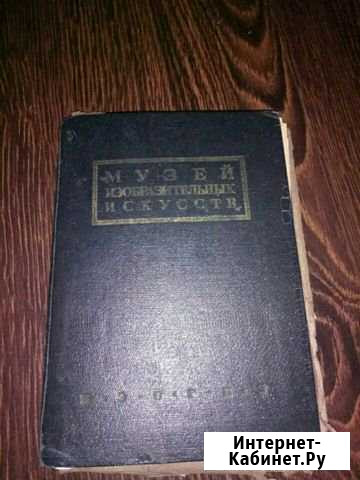 МУЗЕЙ
ИЗОБРАЗИТЕЛЬНЫХ
ИСКУССТВ
Интернет-
Кабинет.Ру